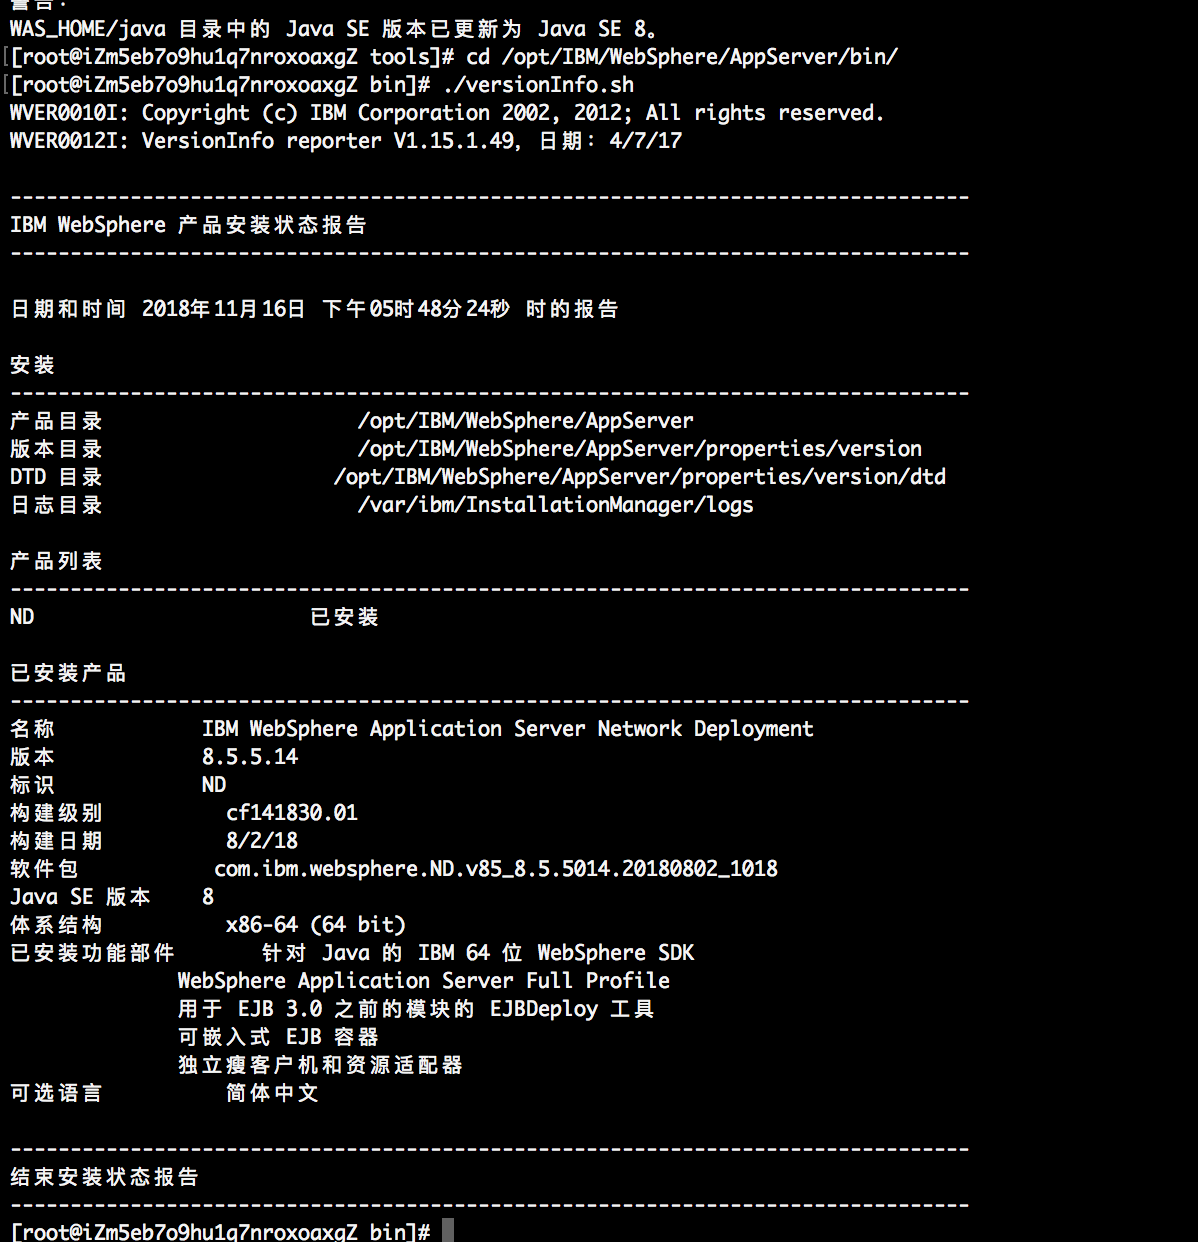 警告：
WAS_HOME/java 目录中的 Java SE 版本已更新为 Java SE 8。
[[root@iZm5eb7o9hu1q7nroxoaxgZ tools]# cd /opt/IBM/WebSphere/AppServer/bin/
[[root@iZm5eb7o9hu1q7nroxoaxgZ bin]# ./versionInfo.sh
WVER0010I: Copyright (c) IBM Corporation 2002, 2012; All rights reserved.
WVER0012I: VersionInfo reporter V1.15.1.49, 日期: 4/7/17
--------------------------------------------------------------------------------
IBM WebSphere 产品安装状态报告
--------------------------------------------------------------------------------
日期和时间 2018年11月16日 下午05时48分24秒 时的报告
安装
--------------------------------------------------------------------------------
产品目录 /opt/IBM/WebSphere/AppServer
版本目录 /opt/IBM/WebSphere/AppServer/properties/version
DTD 目录 /opt/IBM/WebSphere/AppServer/properties/version/dtd
日志目录 /var/ibm/InstallationManager/logs
产品列表
--------------------------------------------------------------------------------
ND 已安装
已安装产品
--------------------------------------------------------------------------------
名称 IBM WebSphere Application Server Network Deployment
版本 8.5.5.14
标识 ND
构建级别 cf141830.01
构建日期 8/2/18
软件包 com.ibm.websphere.ND.v85_8.5.5014.20180802_1018
Java SE 版本 8
体系结构 x86-64 (64 bit)
已安装功能部件 针对 Java 的 IBM 64 位 WebSphere SDK
WebSphere Application Server Full Profile
用于 EJB 3.0 之前的模块的 EJBDeploy 工具
可嵌入式 EJB 容器
独立瘦客户机和资源适配器
可选语言 简体中文
--------------------------------------------------------------------------------
结束安装状态报告
--------------------------------------------------------------------------------
[root@iZm5eb7o9hu1q7nroxoaxgZ bin]#